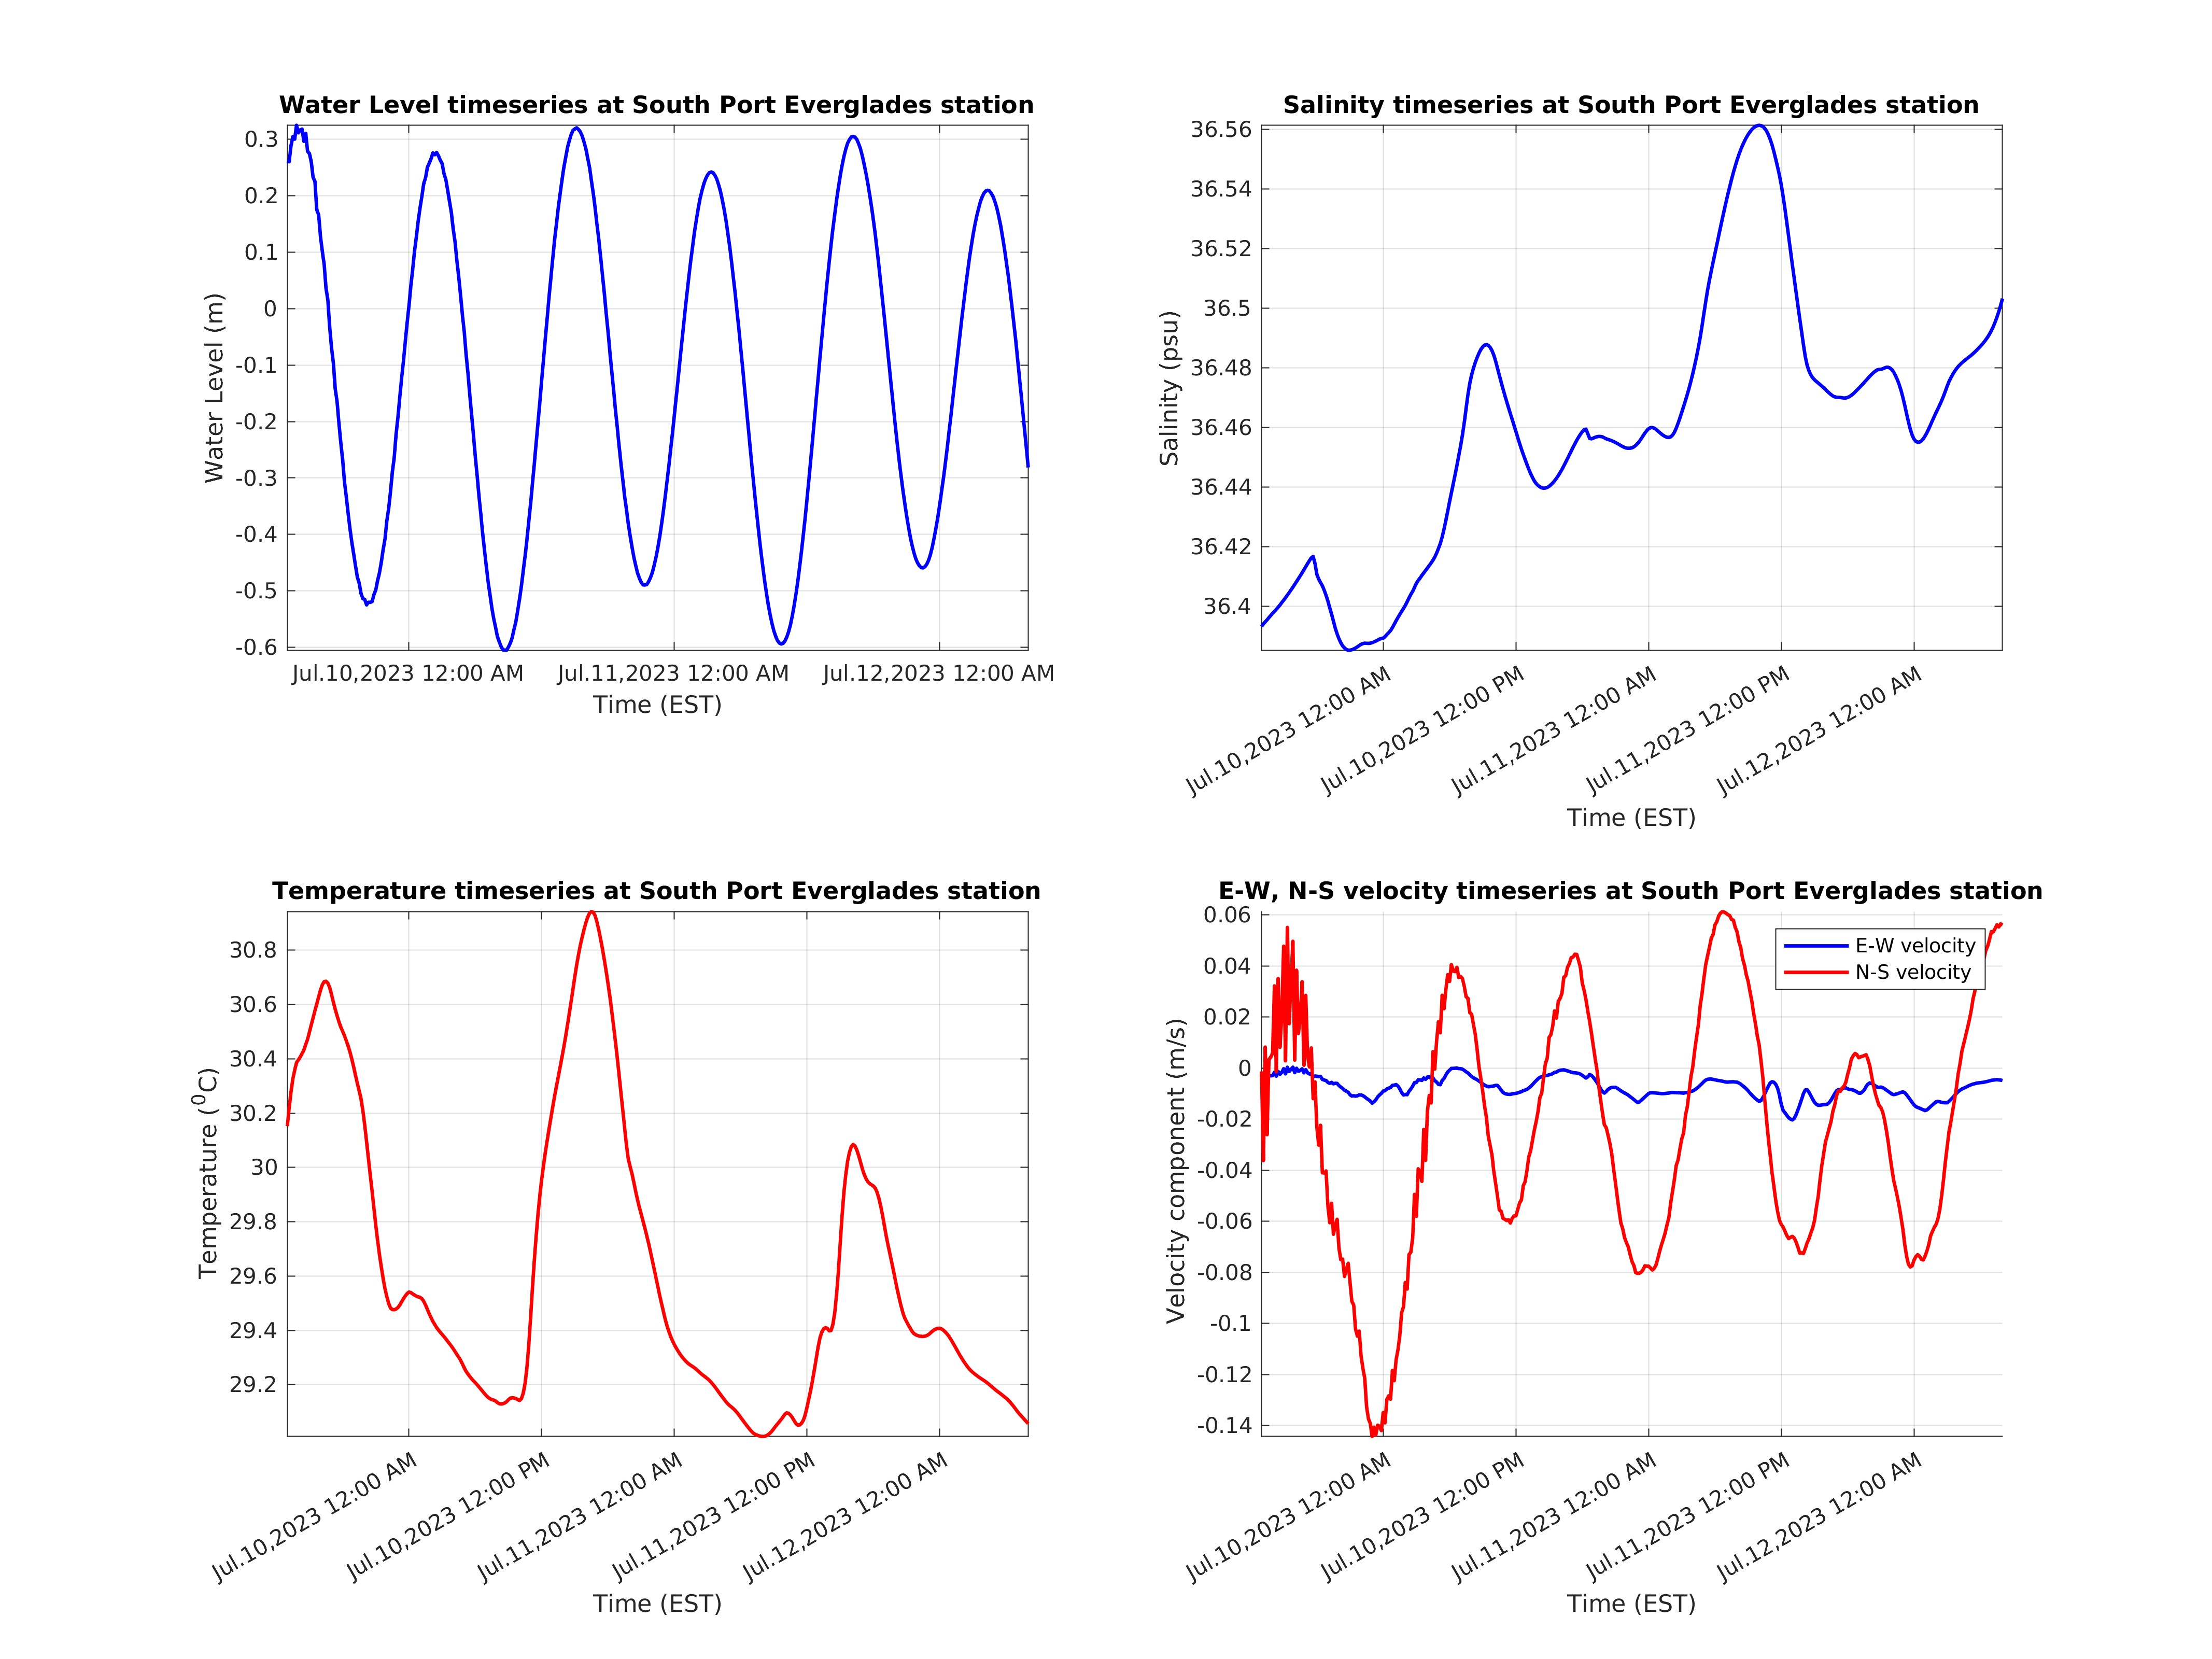 Water Level timeseries at South Port Everglades station
Water Level (m)
0.3
0.2
0.1
0
-0.1
-0.2
-0.3
-0.4
-0.5
-0.6
Jul.10,2023 12:00 AM
Jul.11,2023 12:00 AM
Jul.12,2023 12:00 AM
Time (EST)
Salinity timeseries at South Port Everglades station
Salinity (psu)
36.56
36.54
36.52
36.5
36.48
36.46
36.44
36.42
36.4
Jul.10,2023 12:00 AM
Jul.10,2023 12:00 PM
Jul.11,2023 12:00 AM
Jul.11,2023 12:00 PM
Jul.12,2023 12:00 AM
Time (EST)
Temperature timeseries at South Port Everglades station
Temperature (⁰C)
30.8
30.6
30.4
30.2
30
29.8
29.6
29.4
29.2
Jul.10,2023 12:00 AM
Jul.10,2023 12:00 PM
Jul.11,2023 12:00 AM
Jul.11,2023 12:00 PM
Jul.12,2023 12:00 AM
Time (EST)
E-W, N-S velocity timeseries at South Port Everglades station
Velocity component (m/s)
0.06
0.04
0.02
0
-0.02
-0.04
-0.06
-0.08
-0.1
-0.12
-0.14
E-W velocity
N-S velocity
Jul.10,2023 12:00 AM
Jul.10,2023 12:00 PM
Jul.11,2023 12:00 AM
Jul.11,2023 12:00 PM
Jul.12,2023 12:00 AM
Time (EST)